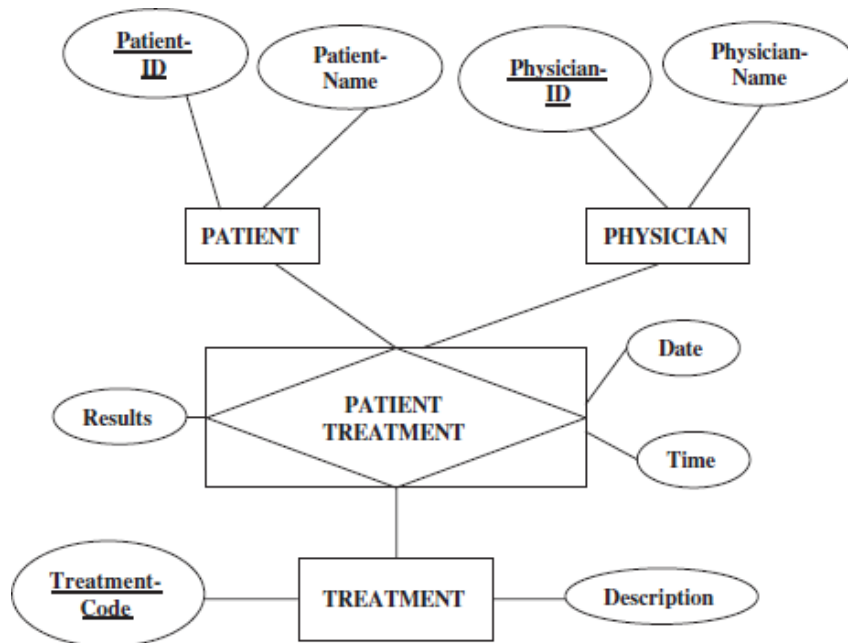 Patient-
ID
Patient-
Name
Physician-
ID
Physician-
Name
PATIENT
PHYSICIAN
Date
Results
PATIENT
TREATMENT
Time
Treatment-
Code
TREATMENT
Description